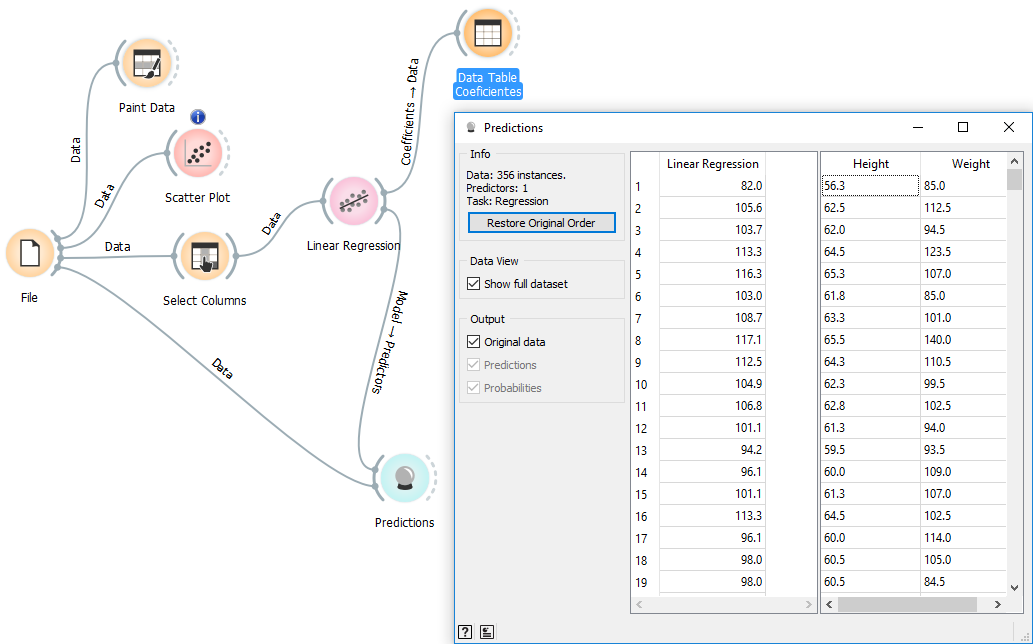 Data Table
Coeficientes
Paint Data
Data
Coefficients → Data
i
Scatter Plot
Data
Linear Regression
Data
File
Data
Select Columns
Model → Predictors
Data
Predictions
Predictions
Info
Data: 356 instances.
Predictors: 1
Task: Regression
Restore Original Order
Data View
Show full dataset
Output
Original data
Predictions
Probabilities
?
Linear Regression Height Weight
1 82.0 56.3 85.0
2 105.6 62.5 112.5
3 103.7 62.0 94.5
4 113.3 64.5 123.5
5 116.3 65.3 107.0
6 103.0 61.8 85.0
7 108.7 63.3 101.0
8 117.1 65.5 140.0
9 112.5 64.3 110.5
10 104.9 62.3 99.5
11 106.8 62.8 102.5
12 101.1 61.3 94.0
13 94.2 59.5 93.5
14 96.1 60.0 109.0
15 101.1 61.3 107.0
16 113.3 64.5 102.5
17 96.1 60.0 114.0
18 98.0 60.5 105.0
19 98.0 60.5 84.5